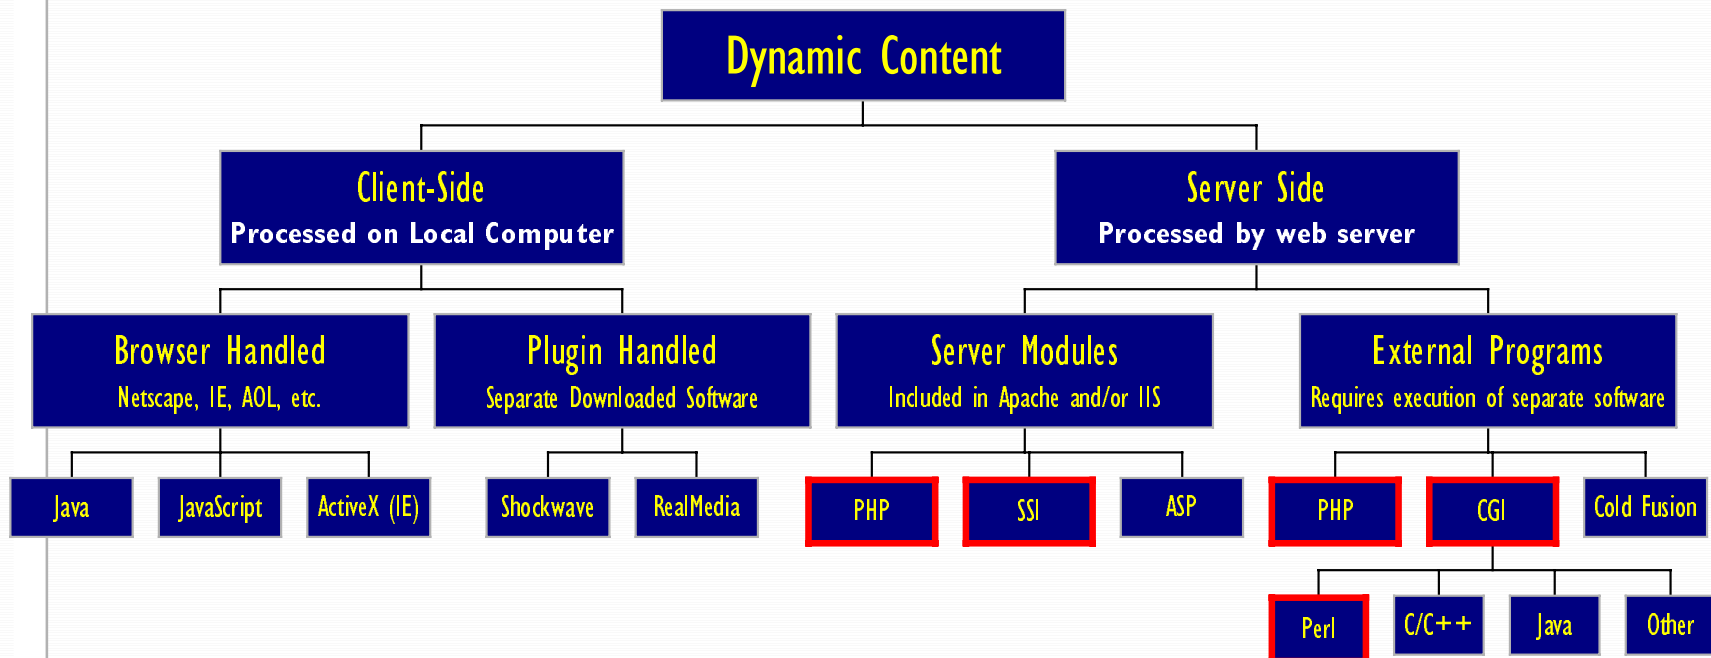 Dynamic Content
Client-Side
Processed on Local Computer
Server Side
Processed by web server
Browser Handled
Netscape, IE, AOL, etc.
Plugin Handled
Separate Downloaded Software
Server Modules
Included in Apache and/or IIS
External Programs
Requires execution of separate software
Java
JavaScript
ActiveX (IE)
Shockwave
RealMedia
PHP
SSI
ASP
PHP
CGI
Cold Fusion
Perl
C/C++
Java
Other